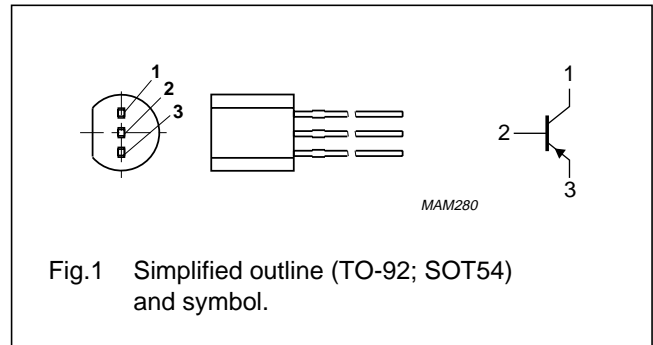 1
2
3
1
2
3
MAM280
Fig.1 Simplified outline (TO-92; SOT54)
and symbol.